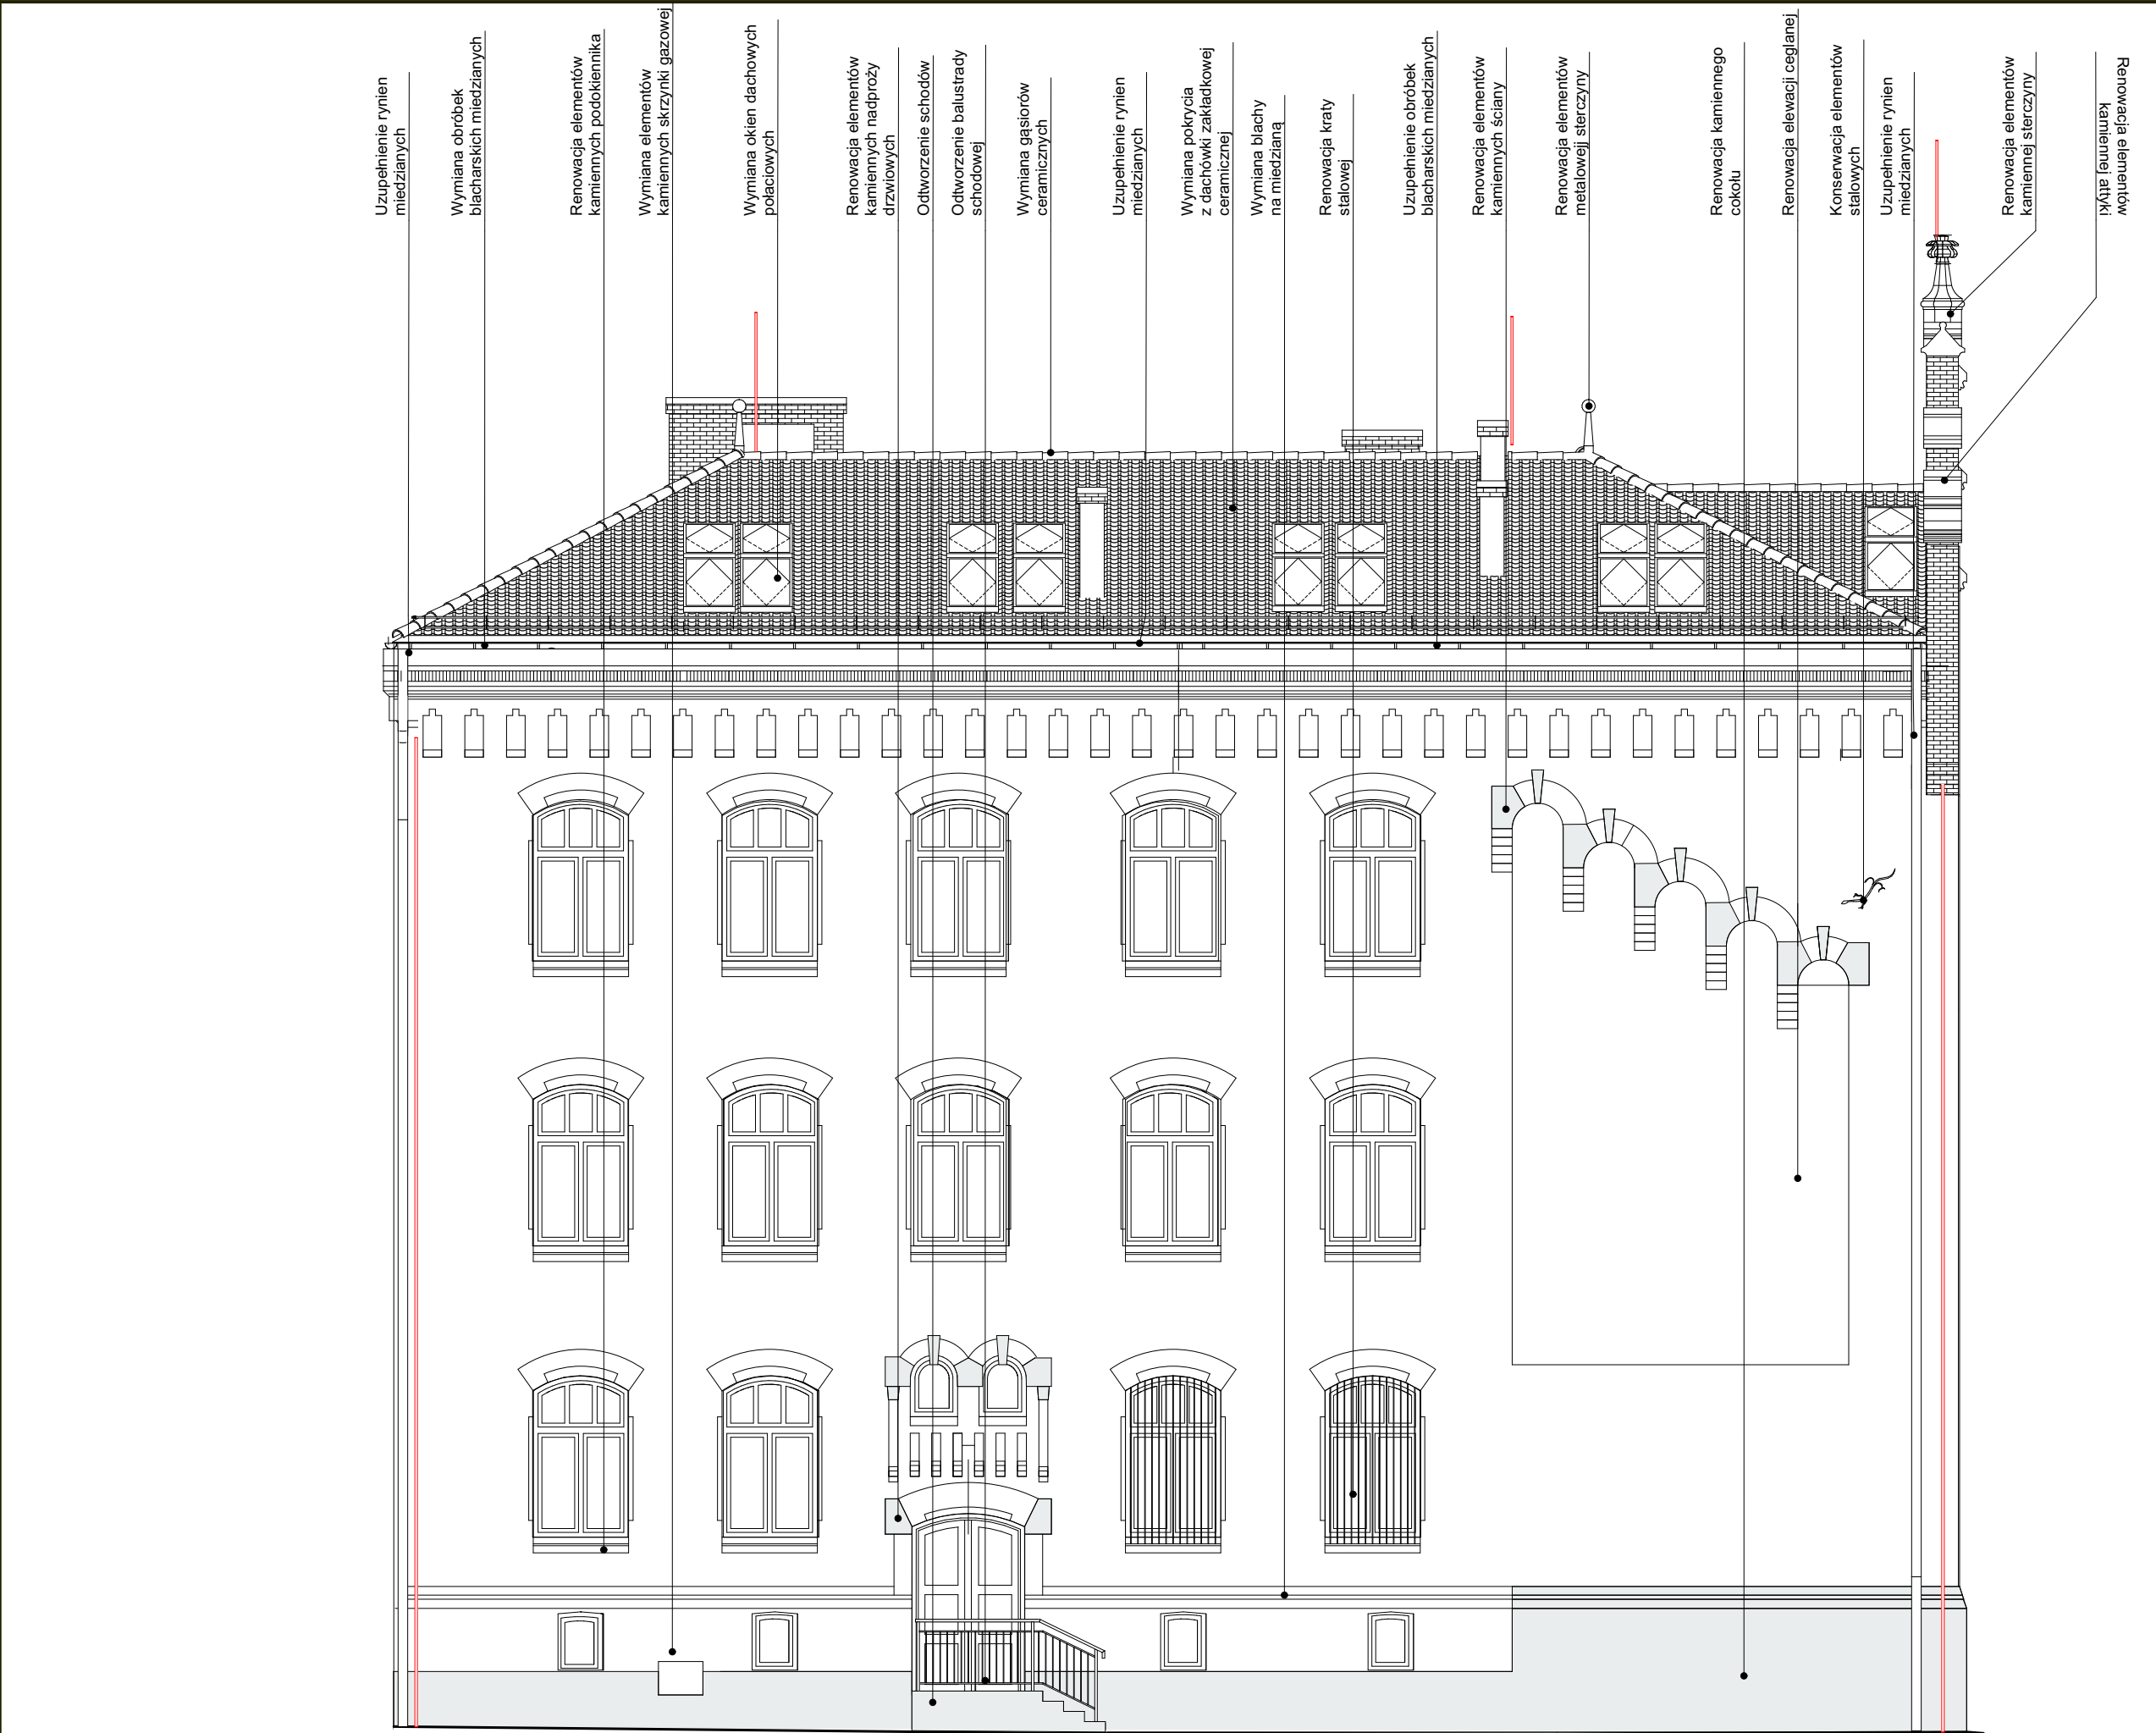 Uzupełnienie rynien
miedzianych
Wymiana obróbek
blacharskich miedzianych
Renowacja elementów
kamiennych podokiennika
Wymiana elementów
kamiennych skrzynki gazowej
Wymiana okien dachowych
połaciowych
Renowacja elementów
kamiennych nadproży
drzwiowych
Odtworzenie schodów
Odtworzenie balustrady
schodowej
Wymiana gąsiorów
ceramicznych
Uzupełnienie rynien
miedzianych
Wymiana pokrycia
z dachówki zakładkowej
ceramicznej
Wymiana blachy
na miedzianą
Renowacja kraty
stalowej
Uzupełnienie obróbek
blacharskich miedzianych
Renowacja elementów
kamiennych ściany
Renowacja elementów
metalowejj sterczyny
Renowacja kamiennego
cokołu
Renowacja elewacji ceglanej
Konserwacja elementów
stalowych
Uzupełnienie rynien
miedzianych
Renowacja elementów
kamiennej sterczyny
Renowacja elementów
kamiennej attyki